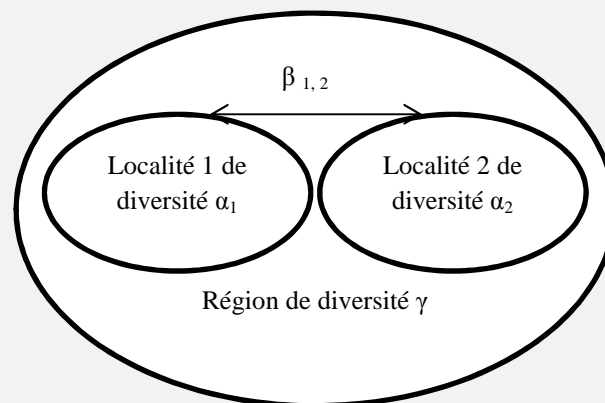 β 1, 2
Localité 1 de
diversité α1
Localité 2 de
diversité α2
Région de diversité γ